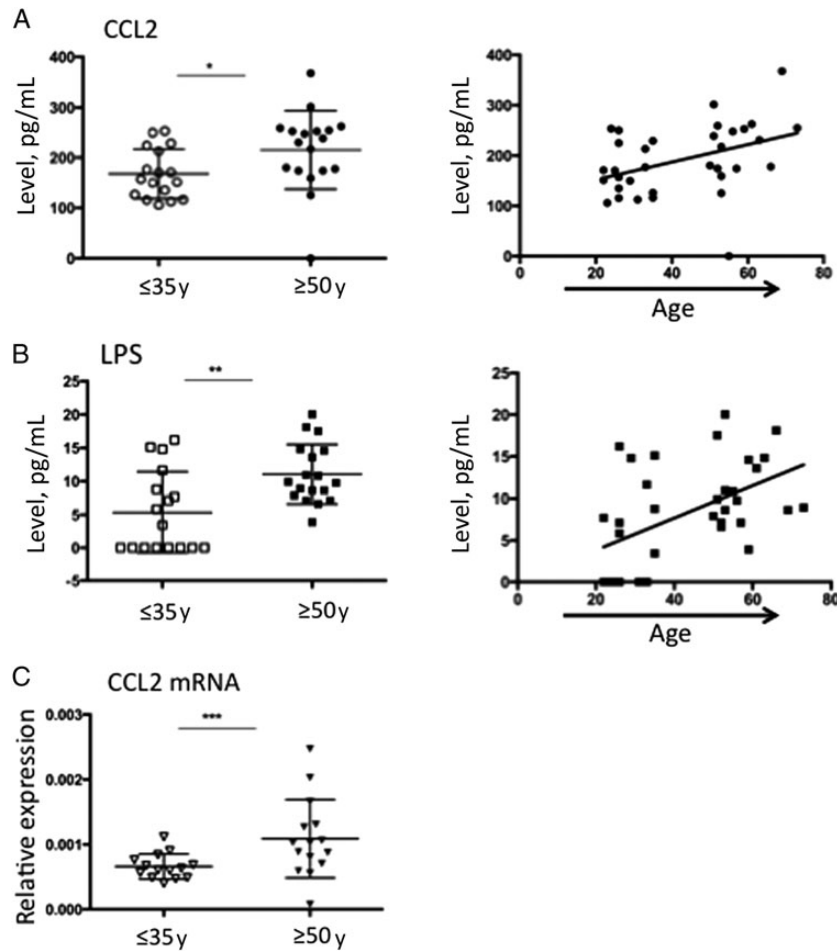 A
CCL2
Level, pg/mL
400
300
200
100
0
*
≤35y
≥50y
Level, pg/mL
400
300
200
100
0
0
20
40
60
80
Age
B
LPS
Level, pg/mL
25
20
15
10
5
0
-5
**
≤35y
≥50y
Level, pg/mL
25
20
15
10
5
0
0
20
40
60
80
Age
C
CCL2 mRNA
Relative expression
0.003
0.002
0.001
0.000
***
≤35y
≥50y